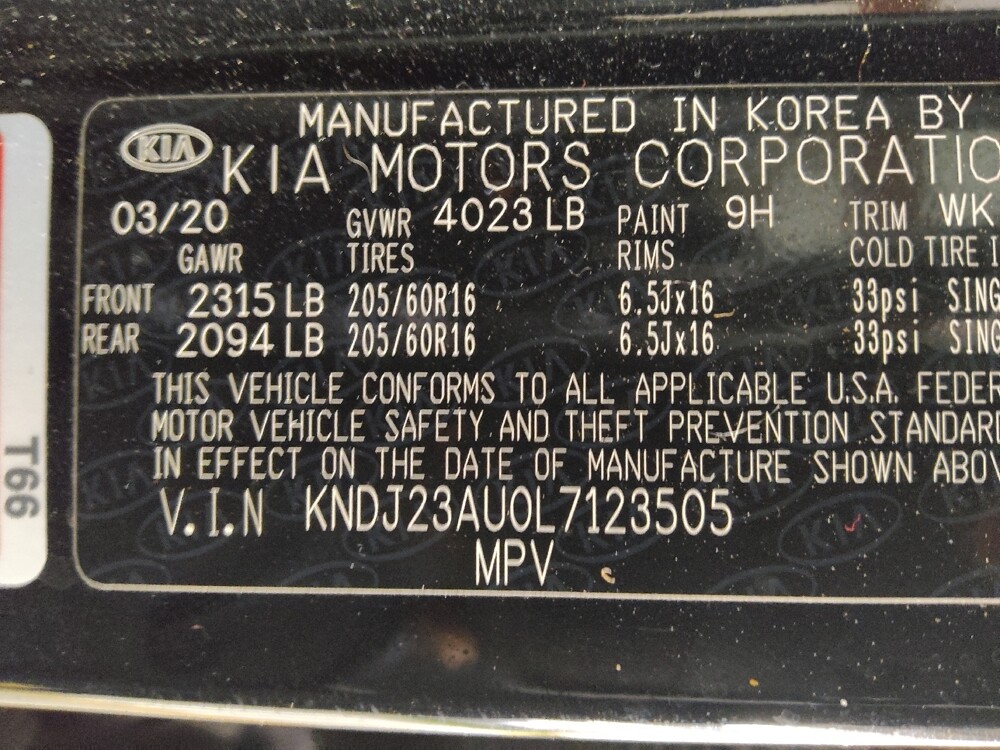 MANUFACTURED IN KOREA BY
KIA
KIA MOTORS CORPORATIO
03/20 GVWR 4023 LB PAINT 9H TRIM WK
GAWR TIRES RIMS COLD TIRE I
FRONT 2315 LB 205/60R16 6.5Jx16 33psi SING
REAR 2094 LB 205/60R16 6.5Jx16 33psi SING
THIS VEHICLE CONFORMS TO ALL APPLICABLE U.S.A. FEDER
MOTOR VEHICLE SAFETY AND THEFT PREVENTION STANDAR
IN EFFECT ON THE DATE OF MANUFACTURE SHOWN ABOV
V.I.N KNDJ23AU0L7123505
MPV
T66